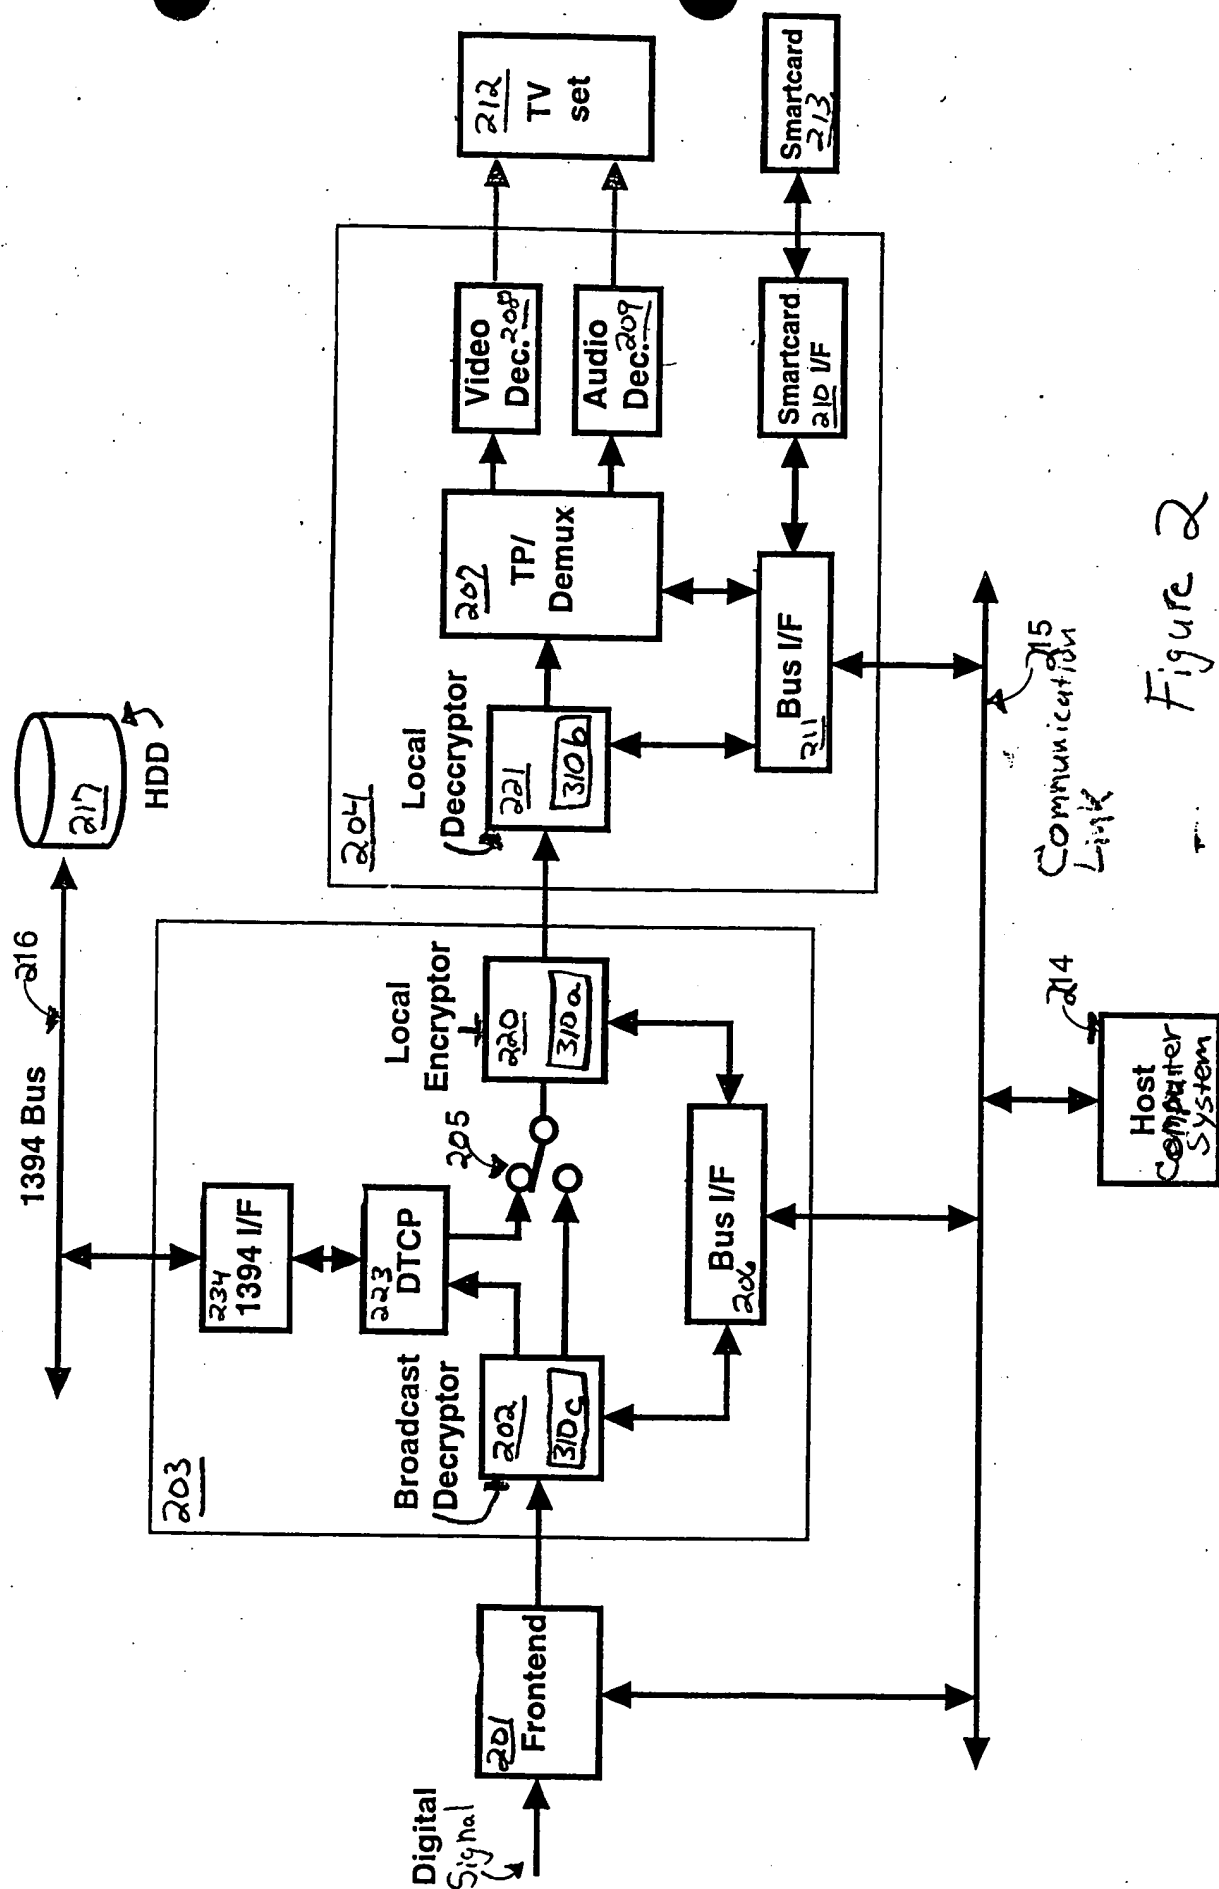 1394 Bus
216
217
HDD
203
234
1394 I/F
223
DTCP
205
Broadcast
Decryptor
202
310c
Local
Encryptor
220
310a
Bus I/F
206
Digital
Signal
201
Frontend
204
Local
Deccryptor
221
310b
207
TP/
Demux
Video
Dec. 208
Audio
Dec. 209
212
TV
set
Bus I/F
211
Smartcard
210 I/F
Smartcard
213
215
Communication
Link
214
Host
Computer
System
Figure 2